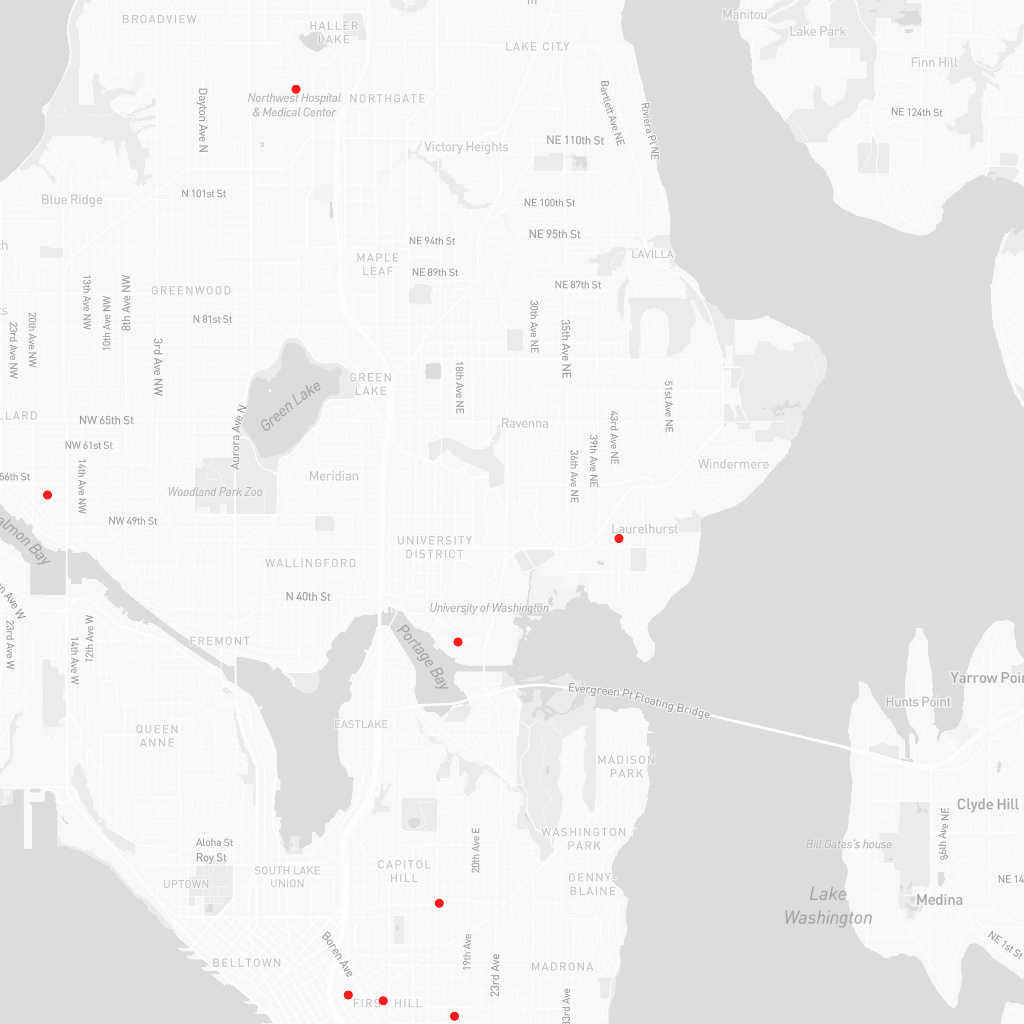 BROADVIEW
HALLER
LAKE
LAKE CITY
Manitou
Lake Park
Finn Hill
Northwest Hospital
& Medical Center
NORTHGATE
Dayton Ave N
Bartlett Ave NE
Riviera Pl NE
NE 124th St
Victory Heights
NE 110th St
N 101st St
Blue Ridge
NE 100th St
NE 94th St
NE 95th St
MAPLE
LEAF
NE 89th St
LAVILLA
NE 87th St
GREENWOOD
13th Ave NW
10th Ave NW
8th Ave NW
N 81st St
20th Ave NW
23rd Ave NW
3rd Ave NW
30th Ave NE
35th Ave NE
GREEN
LAKE
Green Lake
18th Ave NE
51st Ave NE
LLARD
NW 65th St
Aurora Ave N
43rd Ave NE
Ravenna
NW 61st St
39th Ave NE
36th Ave NE
Windermere
56th St
14th Ave NW
Meridian
Woodland Park Zoo
NW 49th St
Laurelhurst
almon Bay
UNIVERSITY
DISTRICT
WALLINGFORD
N 40th St
University of Washington
n Ave W
23rd Ave W
14th Ave W
12th Ave W
FREMONT
Portage Bay
Yarrow Poin
Evergreen Pt Floating Bridge
Hunts Point
EASTLAKE
QUEEN
ANNE
MADISON
PARK
Clyde Hill
86th Ave NE
Aloha St
Roy St
20th Ave E
WASHINGTON
PARK
Bill Gates's house
CAPITOL
HILL
SOUTH LAKE
UNION
UPTOWN
DENNY-
BLAINE
NE 14
Lake
Washington
Medina
Boren Ave
19th Ave
23rd Ave
NE 1st St
BELLTOWN
MADRONA
FIRST HILL
33rd Ave